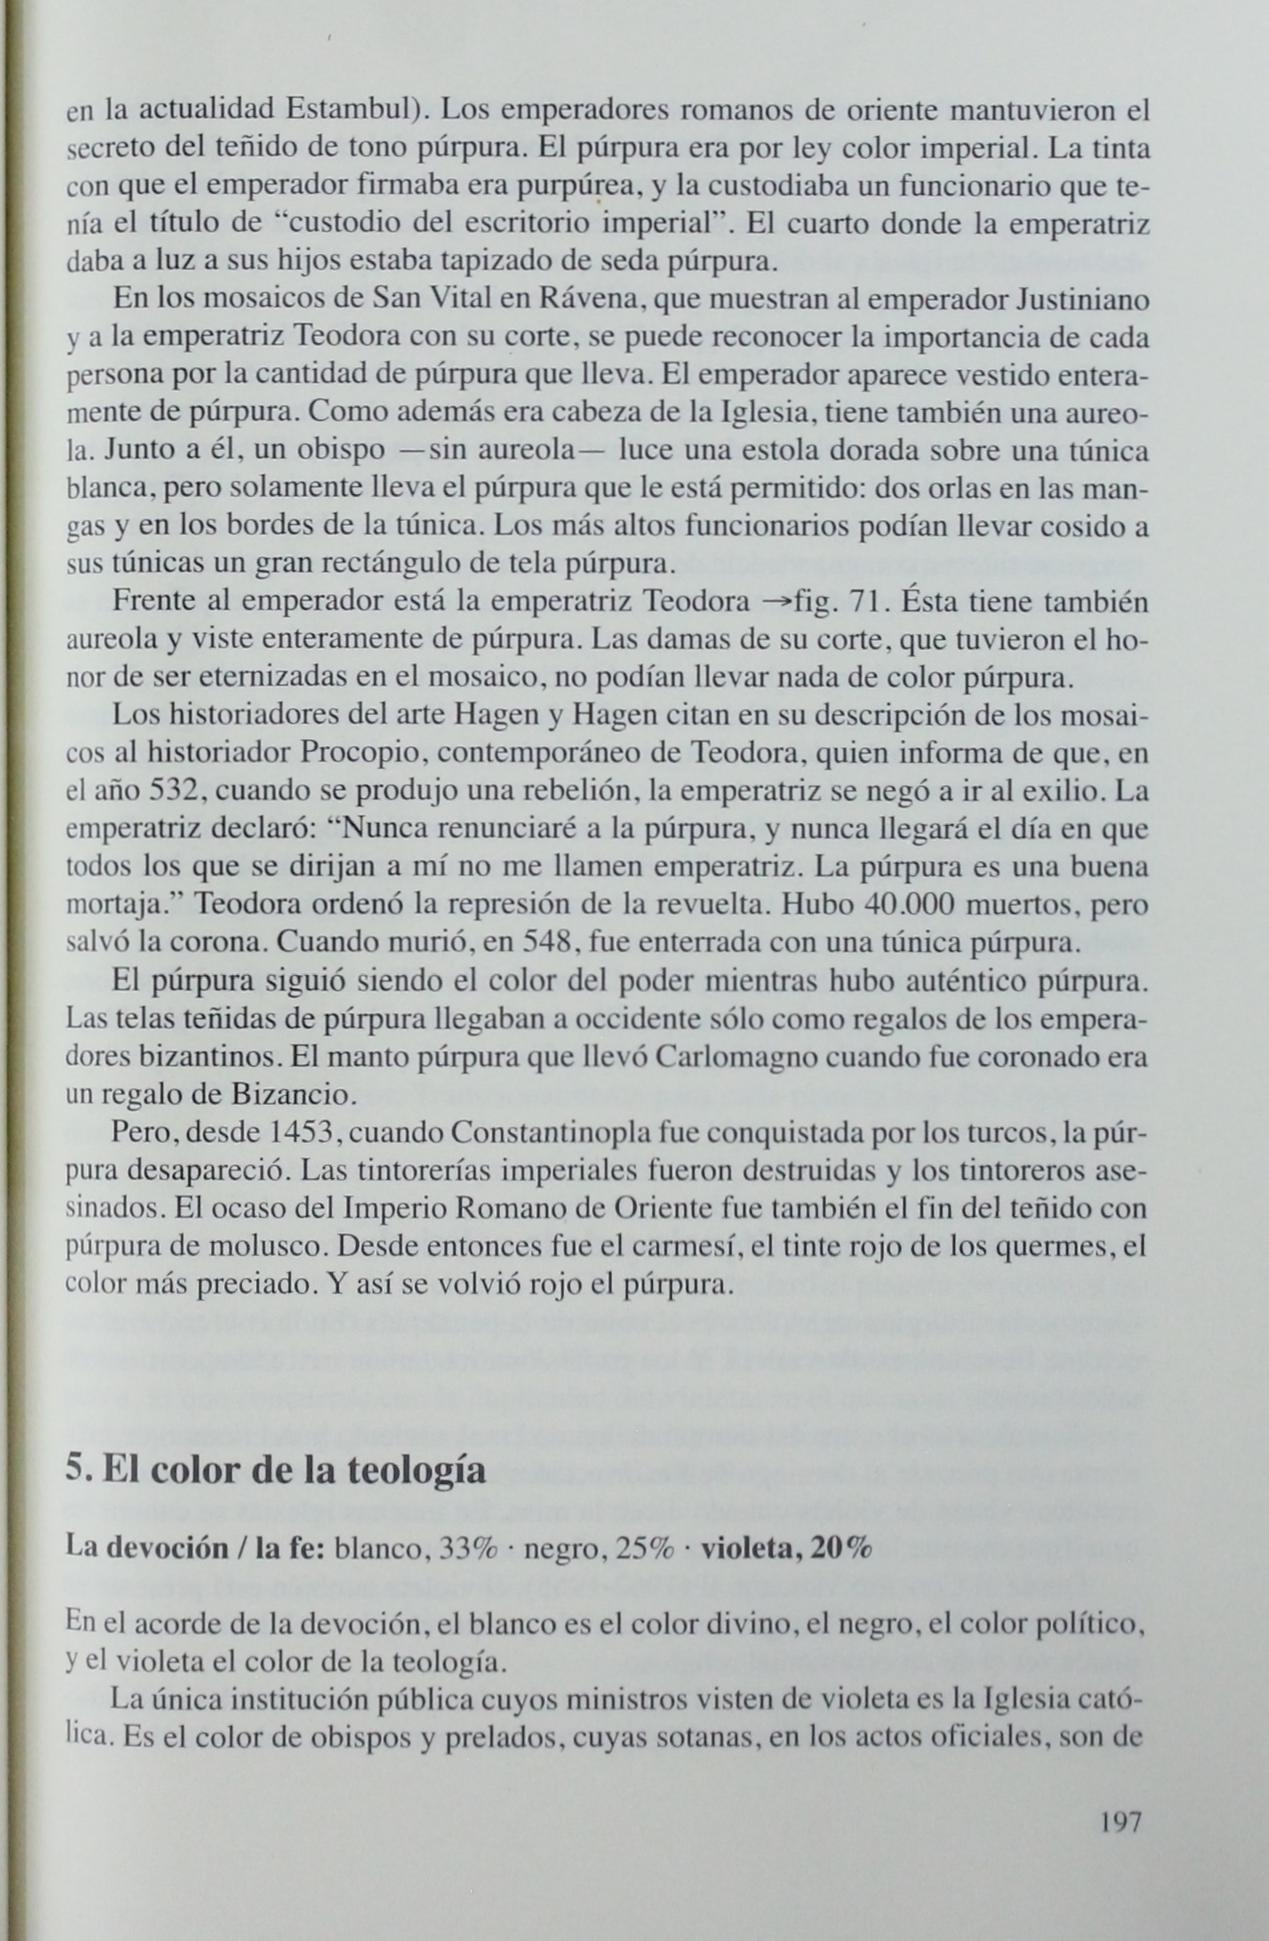 en la actualidad Estambul). Los emperadores romanos de oriente mantuvieron el
secreto del teñido de tono púrpura. El púrpura era por ley color imperial. La tinta
con que el emperador firmaba era purpúrea, y la custodiaba un funcionario que te-
nía el título de “custodio del escritorio imperial”. El cuarto donde la emperatriz
daba a luz a sus hijos estaba tapizado de seda púrpura.
En los mosaicos de San Vital en Rávena, que muestran al emperador Justiniano
y a la emperatriz Teodora con su corte, se puede reconocer la importancia de cada
persona por la cantidad de púrpura que lleva. El emperador aparece vestido entera-
mente de púrpura. Como además era cabeza de la Iglesia, tiene también una aureo-
la. Junto a él, un obispo —sin aureola— luce una estola dorada sobre una túnica
blanca, pero solamente lleva el púrpura que le está permitido: dos orlas en las man-
gas y en los bordes de la túnica. Los más altos funcionarios podían llevar cosido a
sus túnicas un gran rectángulo de tela púrpura.
Frente al emperador está la emperatriz Teodora →fig. 71. Ésta tiene también
aureola y viste enteramente de púrpura. Las damas de su corte, que tuvieron el ho-
nor de ser eternizadas en el mosaico, no podían llevar nada de color púrpura.
Los historiadores del arte Hagen y Hagen citan en su descripción de los mosai-
cos al historiador Procopio, contemporáneo de Teodora, quien informa de que, en
el año 532, cuando se produjo una rebelión, la emperatriz se negó a ir al exilio. La
emperatriz declaró: “Nunca renunciaré a la púrpura, y nunca llegará el día en que
todos los que se dirijan a mí no me llamen emperatriz. La púrpura es una buena
mortaja.” Teodora ordenó la represión de la revuelta. Hubo 40.000 muertos, pero
salvó la corona. Cuando murió, en 548, fue enterrada con una túnica púrpura.
El púrpura siguió siendo el color del poder mientras hubo auténtico púrpura.
Las telas teñidas de púrpura llegaban a occidente sólo como regalos de los empera-
dores bizantinos. El manto púrpura que llevó Carlomagno cuando fue coronado era
un regalo de Bizancio.
Pero, desde 1453, cuando Constantinopla fue conquistada por los turcos, la púr-
pura desapareció. Las tintorerías imperiales fueron destruidas y los tintoreros ase-
sinados. El ocaso del Imperio Romano de Oriente fue también el fin del teñido con
púrpura de molusco. Desde entonces fue el carmesí, el tinte rojo de los quermes, el
color más preciado. Y así se volvió rojo el púrpura.
5. El color de la teología
La devoción / la fe: blanco, 33% · negro, 25% · violeta, 20%
En el acorde de la devoción, el blanco es el color divino, el negro, el color político,
y el violeta el color de la teología.
La única institución pública cuyos ministros visten de violeta es la Iglesia cató-
lica. Es el color de obispos y prelados, cuyas sotanas, en los actos oficiales, son de
197